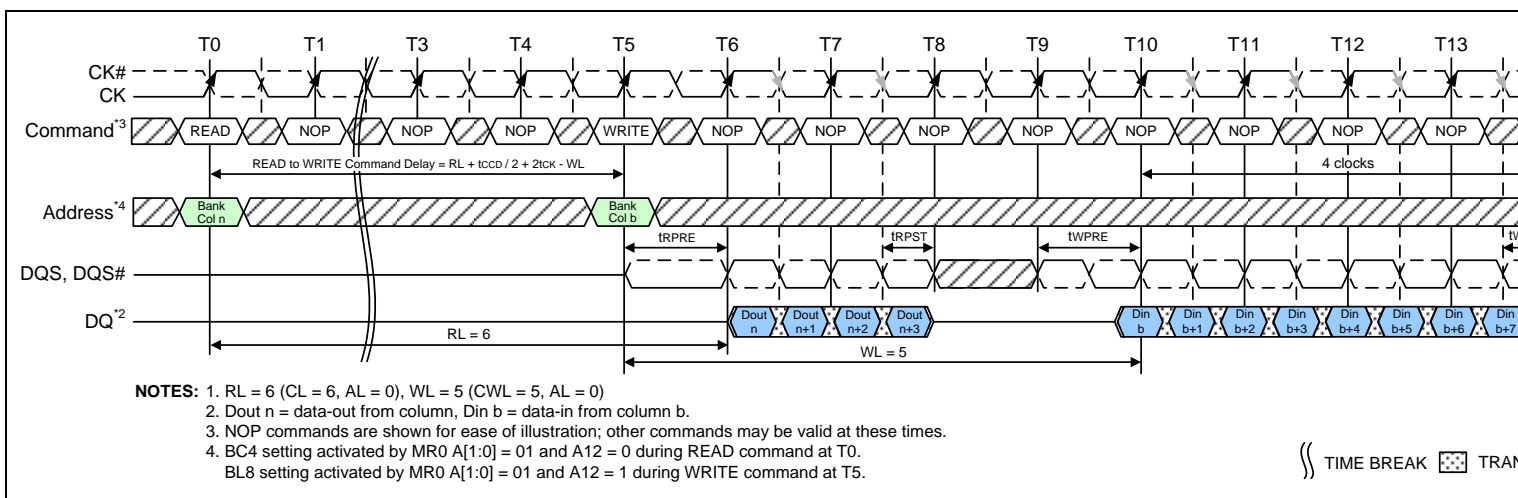 T0 T1 T3 T4 T5 T6 T7 T8 T9 T10 T11 T12 T13
CK#
CK
Command*3 READ NOP NOP NOP WRITE NOP NOP NOP NOP NOP NOP NOP NOP
READ to WRITE Command Delay = RL + tCCD / 2 + 2tCK - WL
4 clocks
Address*4 Bank Col n Bank Col b
tRPRE tRPST tWPRE
DQS, DQS#
DQ*2 Dout n Dout n+1 Dout n+2 Dout n+3 Din b Din b+1 Din b+2 Din b+3 Din b+4 Din b+5 Din b+6 Din b+7
RL = 6
WL = 5
NOTES: 1. RL = 6 (CL = 6, AL = 0), WL = 5 (CWL = 5, AL = 0)
2. Dout n = data-out from column, Din b = data-in from column b.
3. NOP commands are shown for ease of illustration; other commands may be valid at these times.
4. BC4 setting activated by MR0 A[1:0] = 01 and A12 = 0 during READ command at T0.
BL8 setting activated by MR0 A[1:0] = 01 and A12 = 1 during WRITE command at T5.
TIME BREAK TRAN